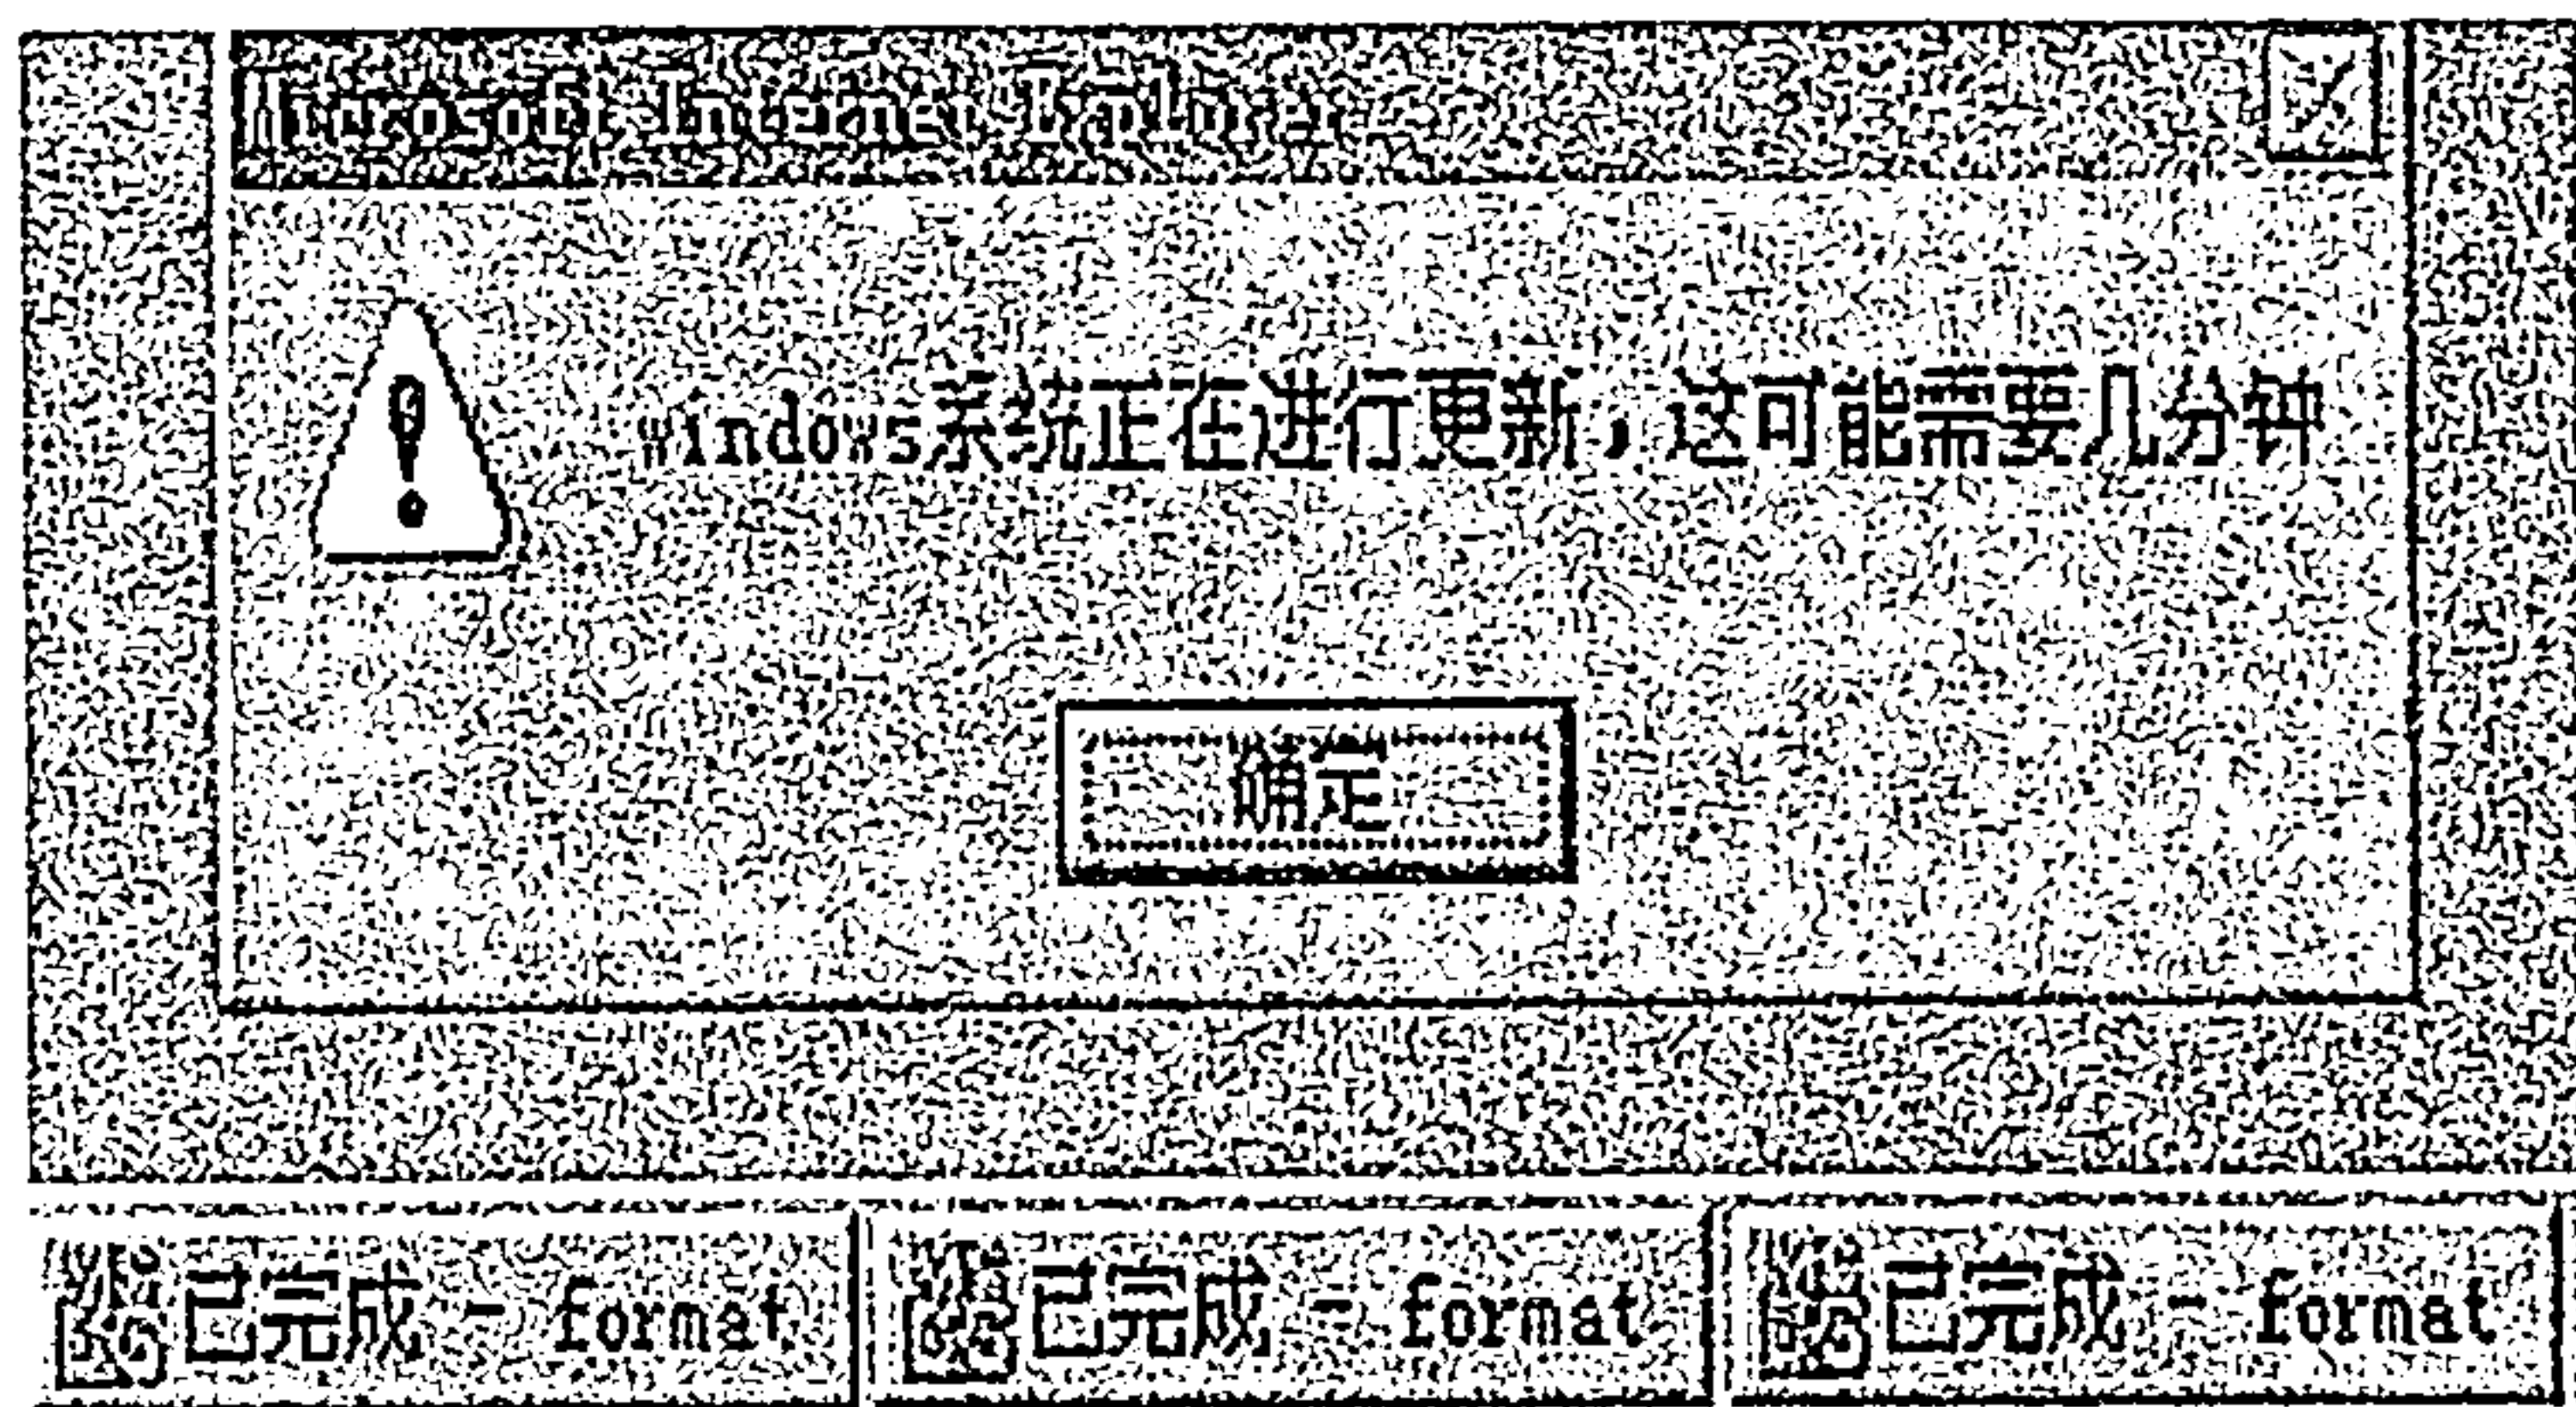 Microsoft Internet Explorer
windows系统正在进行更新，这可能需要几分钟
确定
已完成 - format
已完成 - format
已完成 - format